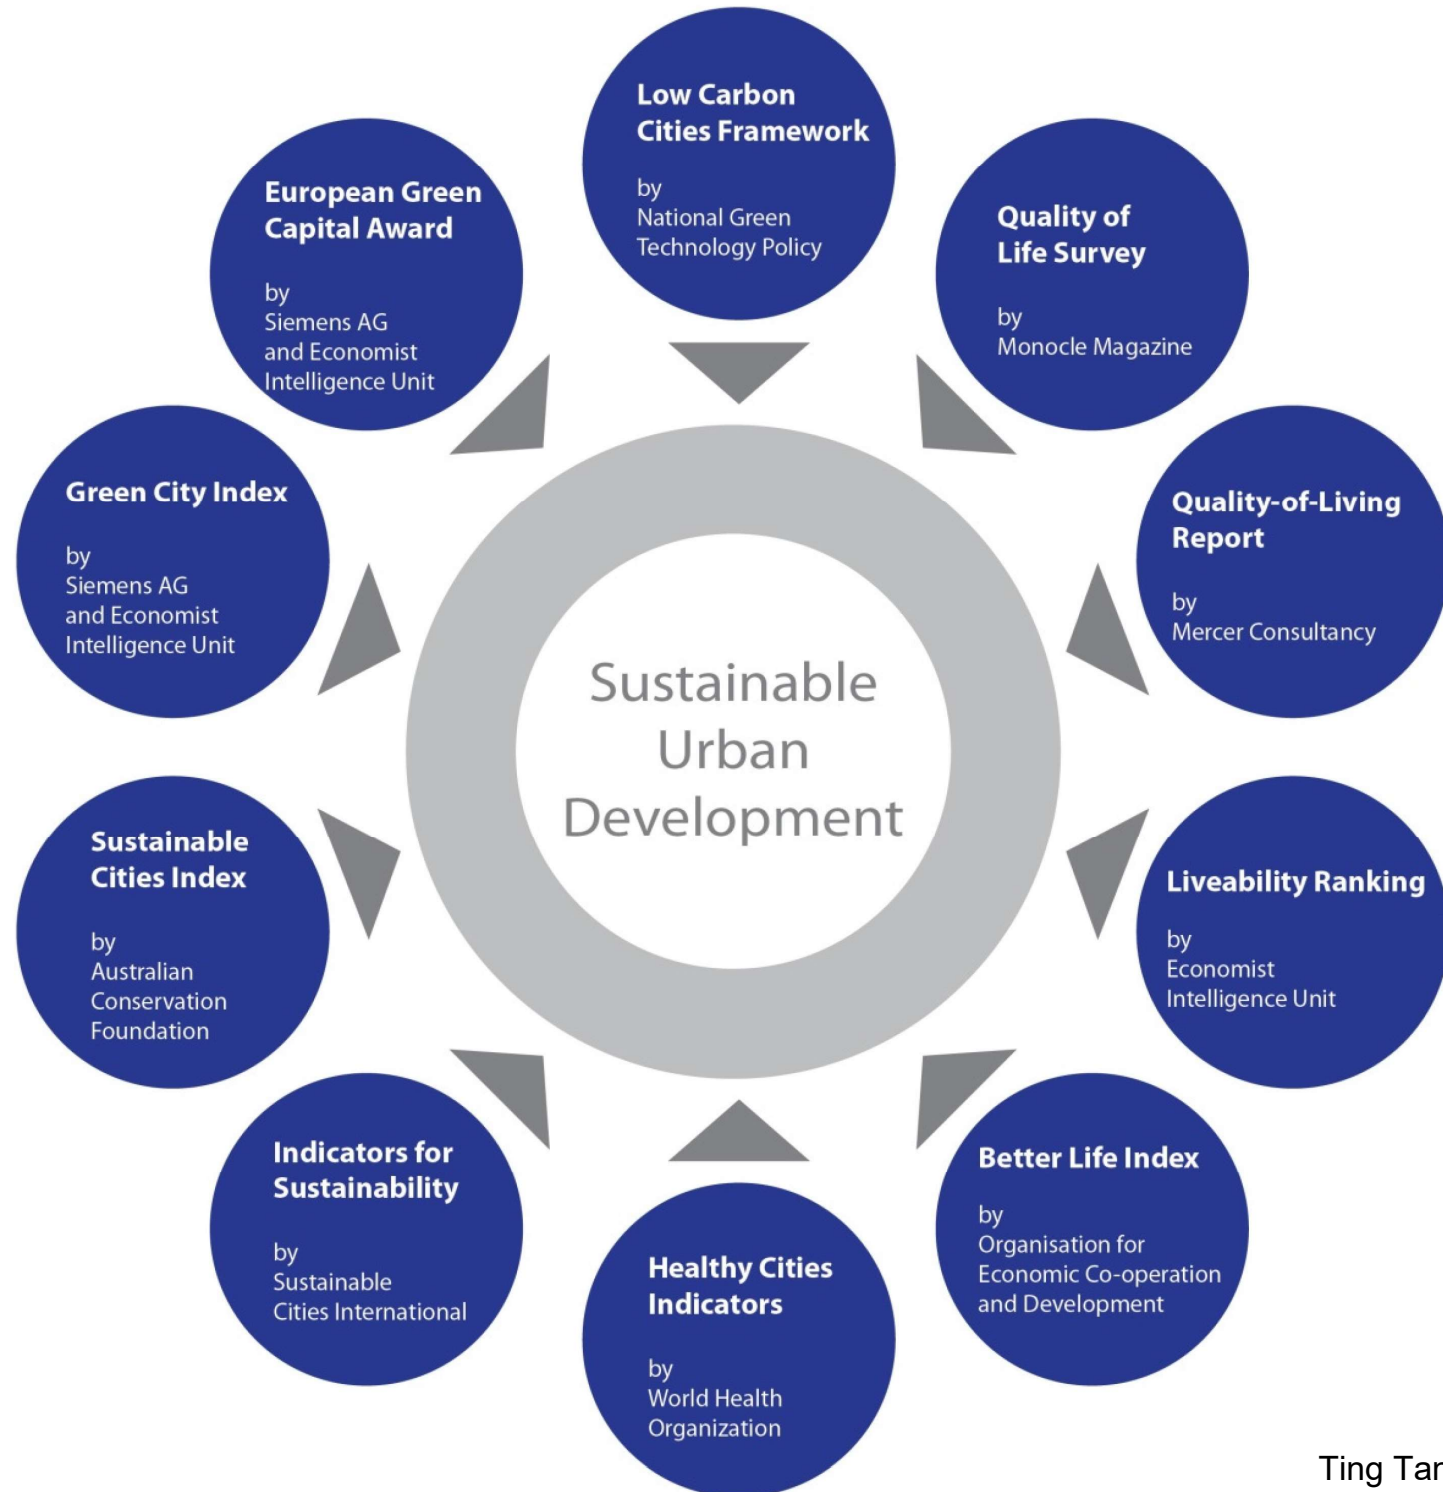 Low Carbon
Cities Framework
by
National Green
Technology Policy
Quality of
Life Survey
by
Monocle Magazine
Quality-of-Living
Report
by
Mercer Consultancy
Liveability Ranking
by
Economist
Intelligence Unit
Better Life Index
by
Organisation for
Economic Co-operation
and Development
Healthy Cities
Indicators
by
World Health
Organization
Indicators for
Sustainability
by
Sustainable
Cities International
Sustainable
Cities Index
by
Australian
Conservation
Foundation
Green City Index
by
Siemens AG
and Economist
Intelligence Unit
European Green
Capital Award
by
Siemens AG
and Economist
Intelligence Unit
Sustainable
Urban
Development
Ting Tan